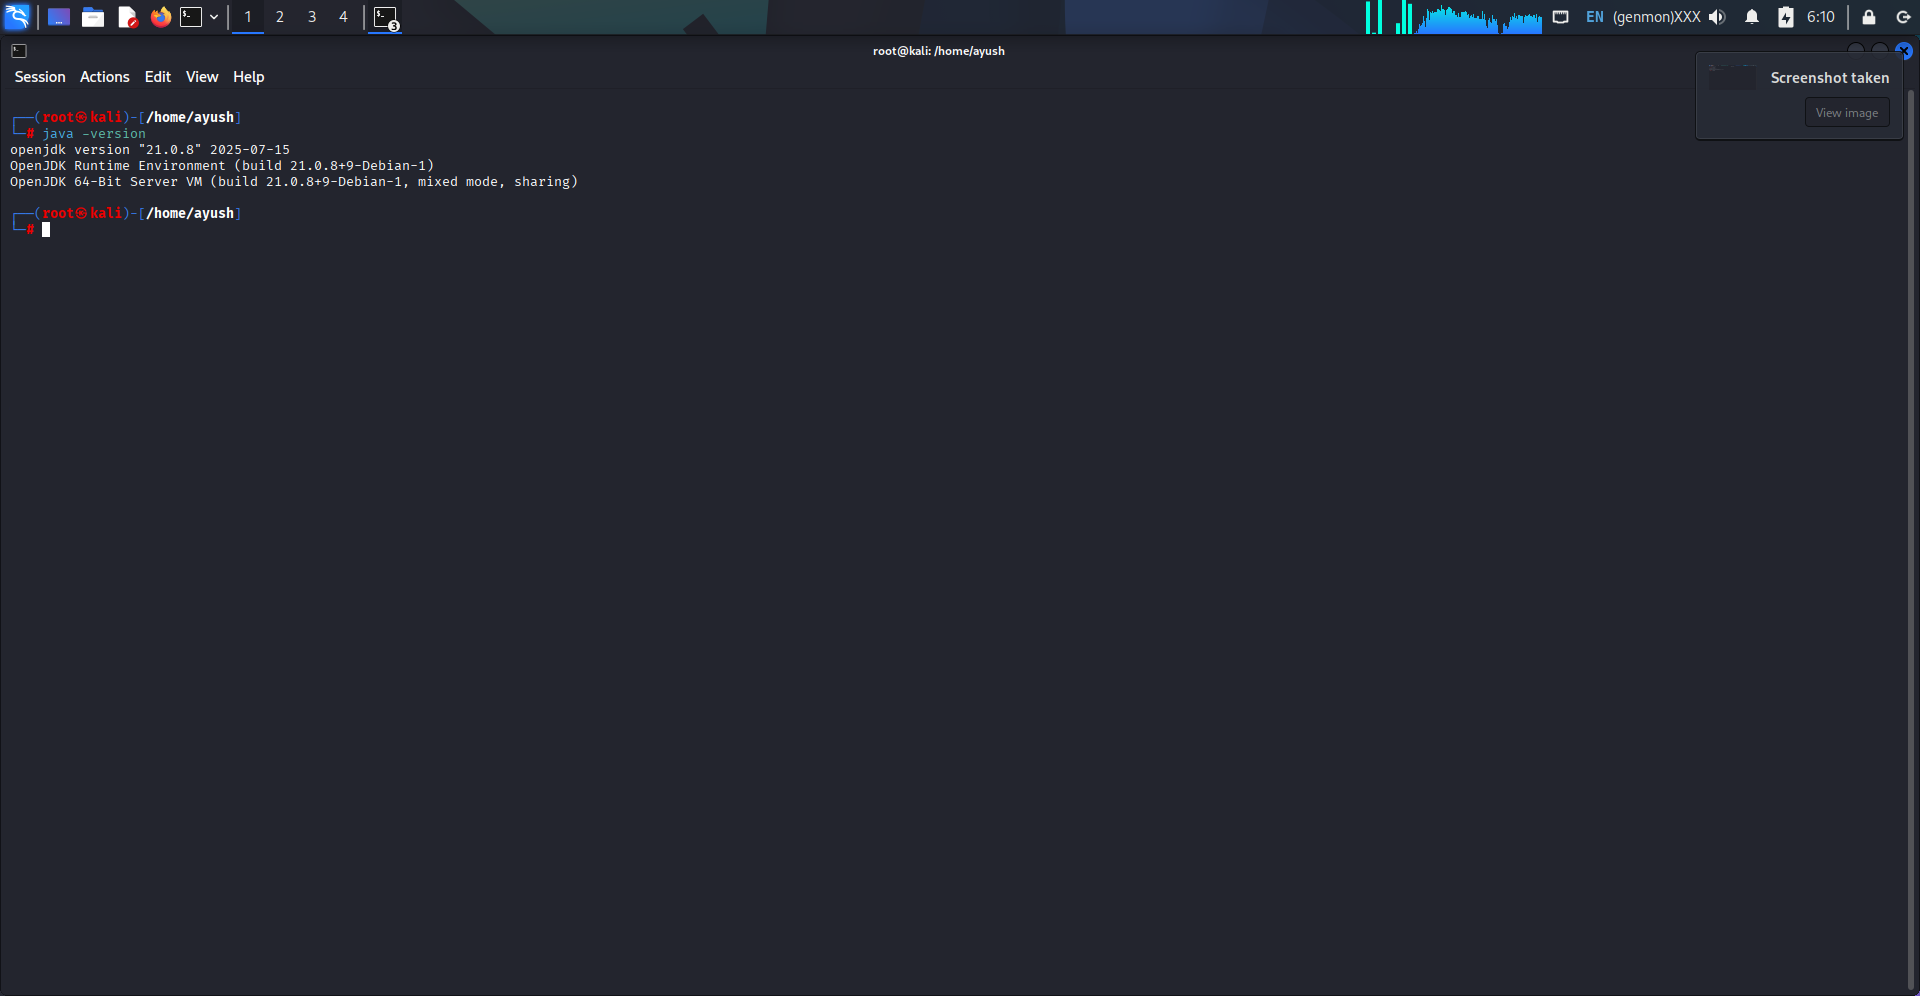 1 2 3 4 3 EN (genmon)XXX 6:10
root@kali: /home/ayush
Session Actions Edit View Help
Screenshot taken
View image
┌──(root㉿kali)-[/home/ayush]
└─# java -version
openjdk version "21.0.8" 2025-07-15
OpenJDK Runtime Environment (build 21.0.8+9-Debian-1)
OpenJDK 64-Bit Server VM (build 21.0.8+9-Debian-1, mixed mode, sharing)
┌──(root㉿kali)-[/home/ayush]
└─#